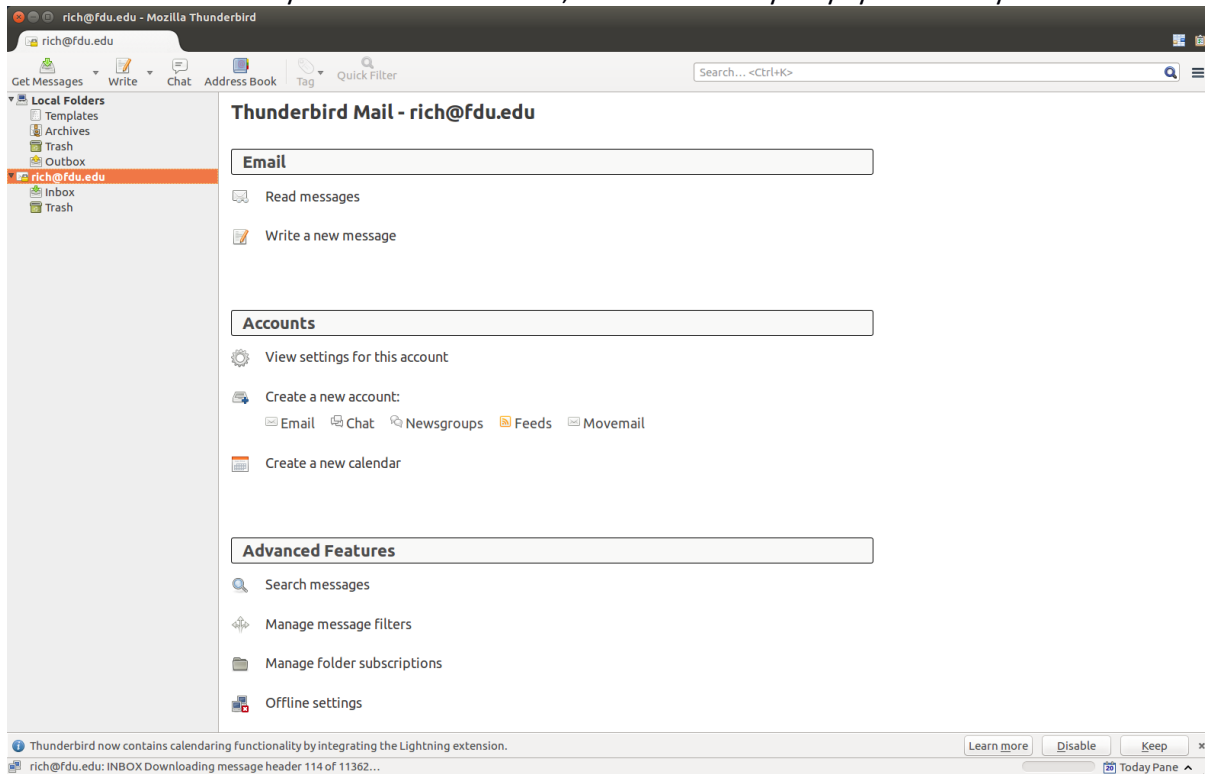 rich@fdu.edu - Mozilla Thunderbird
rich@fdu.edu
Get Messages Write Chat Address Book Tag Quick Filter Search... <Ctrl+K>
Local Folders
Templates
Archives
Trash
Outbox
rich@fdu.edu
Inbox
Trash
Thunderbird Mail - rich@fdu.edu
Email
Read messages
Write a new message
Accounts
View settings for this account
Create a new account:
Email Chat Newsgroups Feeds Movemail
Create a new calendar
Advanced Features
Search messages
Manage message filters
Manage folder subscriptions
Offline settings
Thunderbird now contains calendaring functionality by integrating the Lightning extension. Learn more Disable Keep
rich@fdu.edu: INBOX Downloading message header 114 of 11362... 20 Today Pane